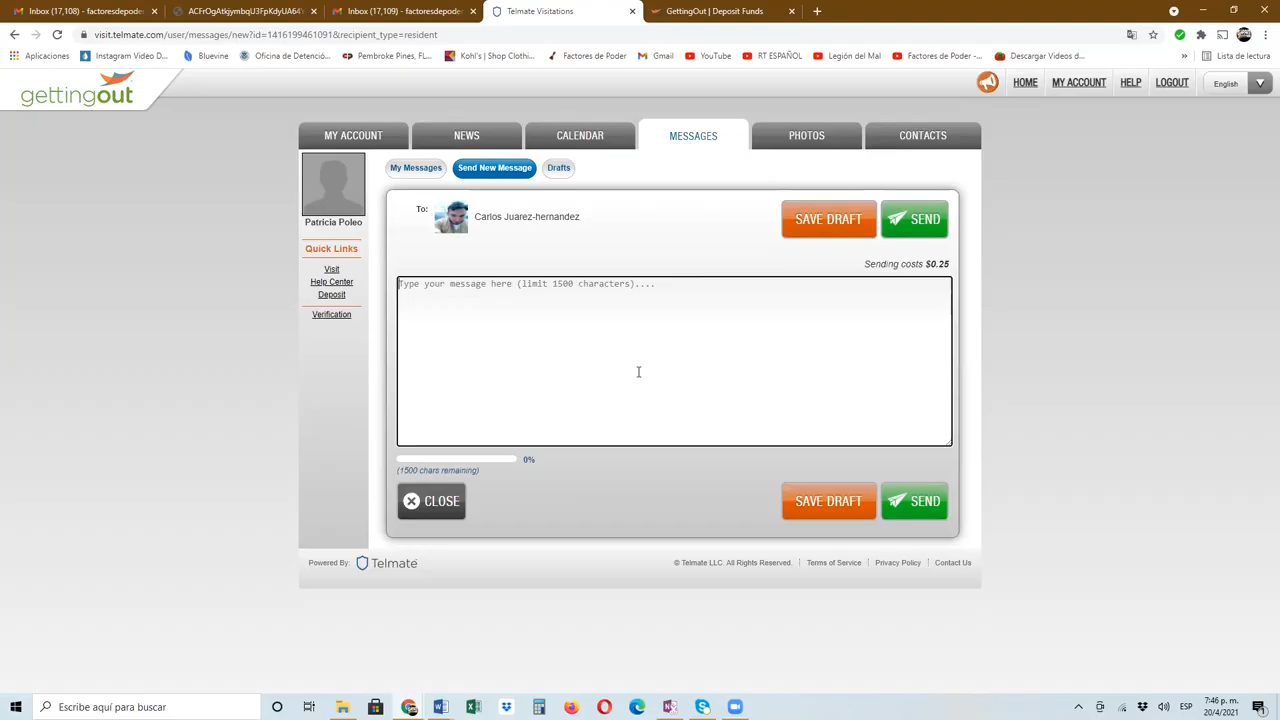 Inbox (17,108) - factoresdepoder
ACFrOgAtkjymbqU3FpKdyUA64Y
Inbox (17,109) - factoresdepoder
Telmate Visitations
GettingOut | Deposit Funds
visit.telmate.com/user/messages/new?id=1416199461091&recipient_type=resident
Aplicaciones
Instagram Video D...
Bluevine
Oficina de Detenció...
Pembroke Pines, FL...
Kohl's | Shop Clothi...
Factores de Poder
Gmail
YouTube
RT ESPAÑOL
Legión del Mal
Factores de Poder -...
Descargar Videos d...
»
Lista de lectura
gettingout
HOME
MY ACCOUNT
HELP
LOGOUT
English
MY ACCOUNT
NEWS
CALENDAR
MESSAGES
PHOTOS
CONTACTS
My Messages
Send New Message
Drafts
Patricia Poleo
Quick Links
Visit
Help Center
Deposit
Verification
To:
Carlos Juarez-hernandez
SAVE DRAFT
SEND
Sending costs $0.25
Type your message here (limit 1500 characters)....
0%
(1500 chars remaining)
CLOSE
SAVE DRAFT
SEND
Powered By:
Telmate
© Telmate LLC. All Rights Reserved.
Terms of Service
Privacy Policy
Contact Us
Escribe aquí para buscar
ESP
7:46 p. m.
20/4/2021